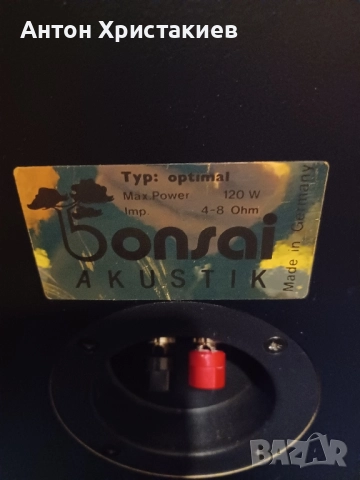 Антон Христакиев
Typ: optimal
Max. Power 120 W
Imp. 4-8 Ohm
bonsai
AKUSTIK
Made in Germany
BAZAR